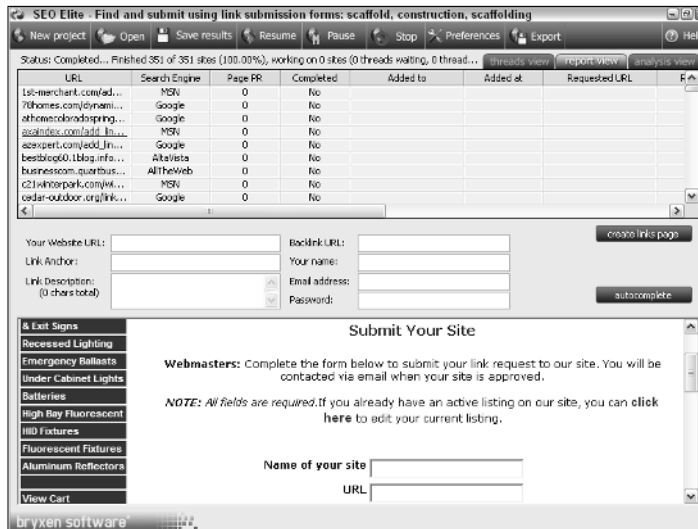 SEO Elite - Find and submit using link submission forms: scaffold, construction, scaffolding
New project Open Save results Resume Pause Stop Preferences Export Hel
Status: Completed... Finished 351 of 351 sites (100.00%), working on 0 sites (0 threads waiting, 0 thread... threads view report view analysis view
URL Search Engine Page PR Completed Added to Added at Requested URL R
1st-merchant.com/ad... MSN 0 No
78homes.com/dynami... Google 0 No
athomecoloradospring... Google 0 No
axaindex.com/add_lin... MSN 0 No
azexpert.com/add_lin... Google 0 No
bestblog60.1blog.info... AltaVista 0 No
businesscom.quartbus... AllTheWeb 0 No
c21winterpark.com/wi... MSN 0 No
cedar-outdoor.org/link... Google 0 No
create links page
Your Website URL: Backlink URL:
Link Anchor: Your name:
Link Description: Email address:
(0 chars total) Password:
autocomplete
& Exit Signs
Recessed Lighting
Emergency Ballasts
Under Cabinet Lights
Batteries
High Bay Fluorescent
HID Fixtures
Fluorescent Fixtures
Aluminum Reflectors
View Cart
Submit Your Site
Webmasters: Complete the form below to submit your link request to our site. You will be
contacted via email when your site is approved.
NOTE: All fields are required.If you already have an active listing on our site, you can click
here to edit your current listing.
Name of your site
URL
bryxen software